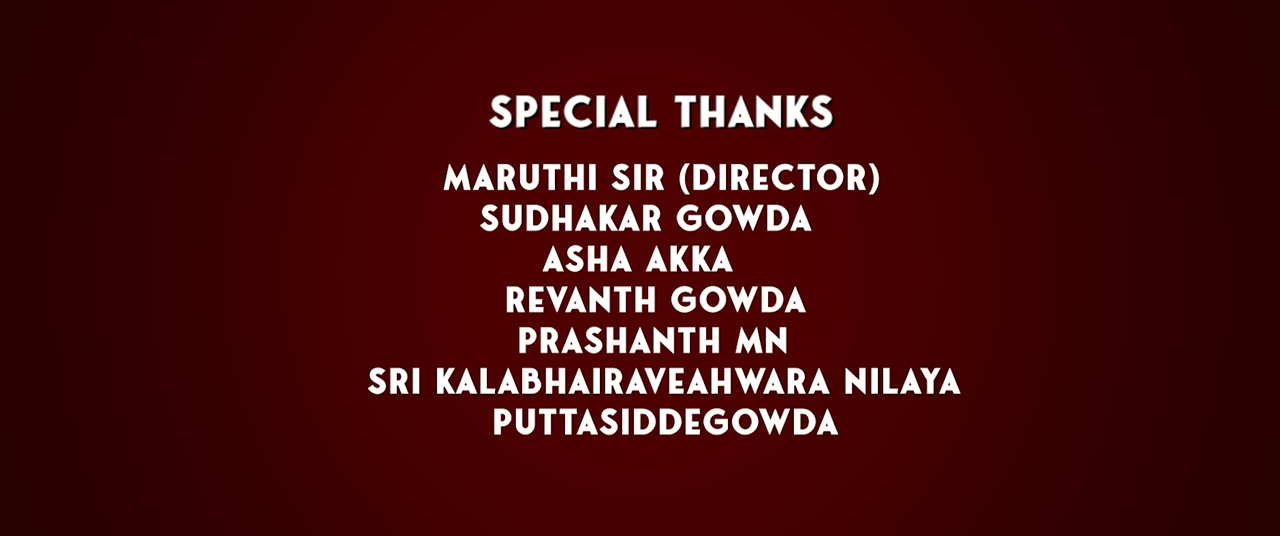 SPECIAL THANKS
MARUTHI SIR (DIRECTOR)
SUDHAKAR GOWDA
ASHA AKKA
REVANTH GOWDA
PRASHANTH MN
SRI KALABHAIRAVEAHWARA NILAYA
PUTTASIDDEGOWDA